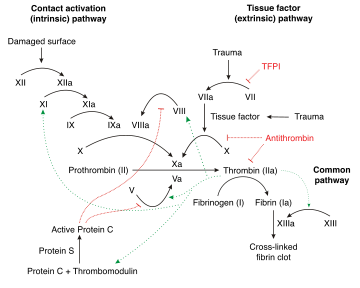 Contact activation
(intrinsic) pathway
Tissue factor
(extrinsic) pathway
Damaged surface
Trauma
TFPI
XII
XIIa
XI
XIa
VIII
VIIa
VII
IX
IXa
VIIIa
Tissue factor
Trauma
Antithrombin
X
Xa
X
Prothrombin (II)
Thrombin (IIa)
Common
pathway
Va
V
Fibrinogen (I)
Fibrin (Ia)
XIIIa
XIII
Active Protein C
Protein S
Cross-linked
fibrin clot
Protein C + Thrombomodulin